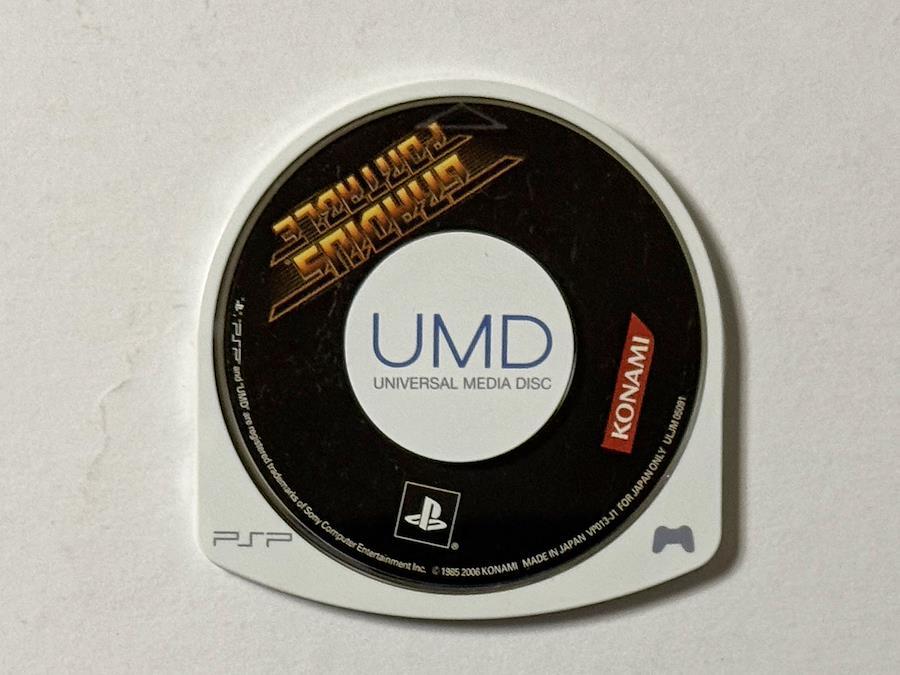 GRADIUS
PORTABLE
UMD
UNIVERSAL MEDIA DISC
KONAMI
PSP
"PSP" and "UMD" are registered trademarks of Sony Computer Entertainment Inc. © 1985 2006 KONAMI MADE IN JAPAN VP013-J1 FOR JAPAN ONLY ULJM 05091